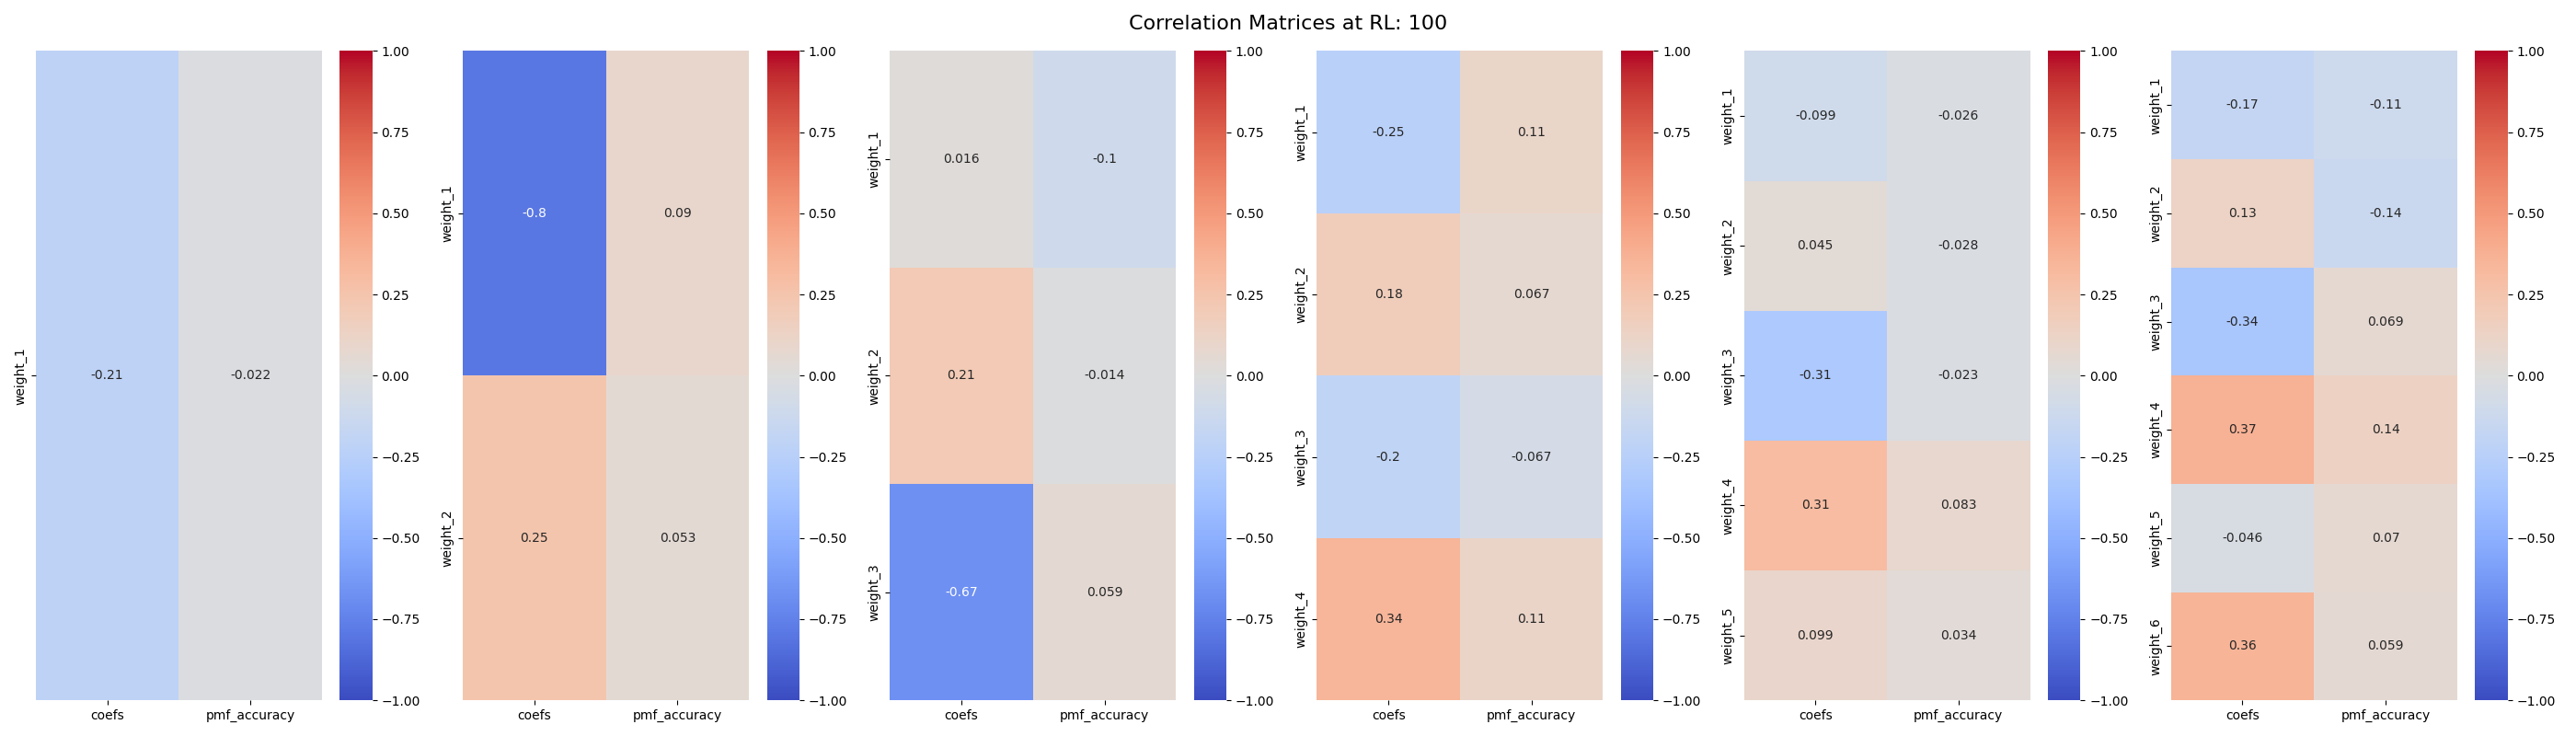 Correlation Matrices at RL: 100
weight_1
-0.21
-0.022
coefs
pmf_accuracy
1.00
0.75
0.50
0.25
0.00
−0.25
−0.50
−0.75
−1.00
weight_1
weight_2
-0.8
0.09
0.25
0.053
coefs
pmf_accuracy
1.00
0.75
0.50
0.25
0.00
−0.25
−0.50
−0.75
−1.00
weight_1
weight_2
weight_3
0.016
-0.1
0.21
-0.014
-0.67
0.059
coefs
pmf_accuracy
1.00
0.75
0.50
0.25
0.00
−0.25
−0.50
−0.75
−1.00
weight_1
weight_2
weight_3
weight_4
-0.25
0.11
0.18
0.067
-0.2
-0.067
0.34
0.11
coefs
pmf_accuracy
1.00
0.75
0.50
0.25
0.00
−0.25
−0.50
−0.75
−1.00
weight_1
weight_2
weight_3
weight_4
weight_5
-0.099
-0.026
0.045
-0.028
-0.31
-0.023
0.31
0.083
0.099
0.034
coefs
pmf_accuracy
1.00
0.75
0.50
0.25
0.00
−0.25
−0.50
−0.75
−1.00
weight_1
weight_2
weight_3
weight_4
weight_5
weight_6
-0.17
-0.11
0.13
-0.14
-0.34
0.069
0.37
0.14
-0.046
0.07
0.36
0.059
coefs
pmf_accuracy
1.00
0.75
0.50
0.25
0.00
−0.25
−0.50
−0.75
−1.00